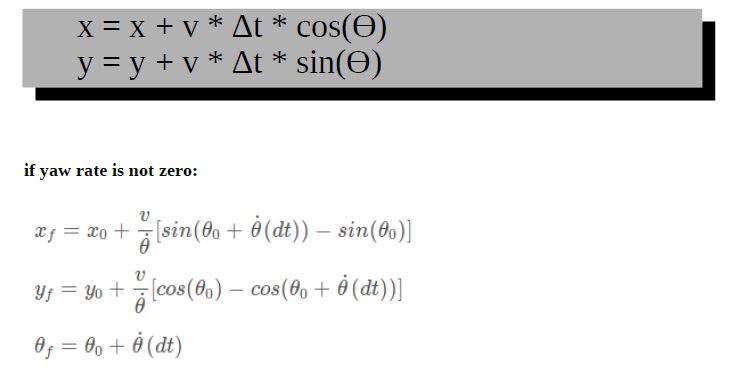 x = x + v * Δt * cos(Θ)
y = y + v * Δt * sin(Θ)
if yaw rate is not zero:
x_f = x_0 + v/θ̇ [sin(θ_0 + θ̇(dt)) − sin(θ_0)]
y_f = y_0 + v/θ̇ [cos(θ_0) − cos(θ_0 + θ̇(dt))]
θ_f = θ_0 + θ̇(dt)